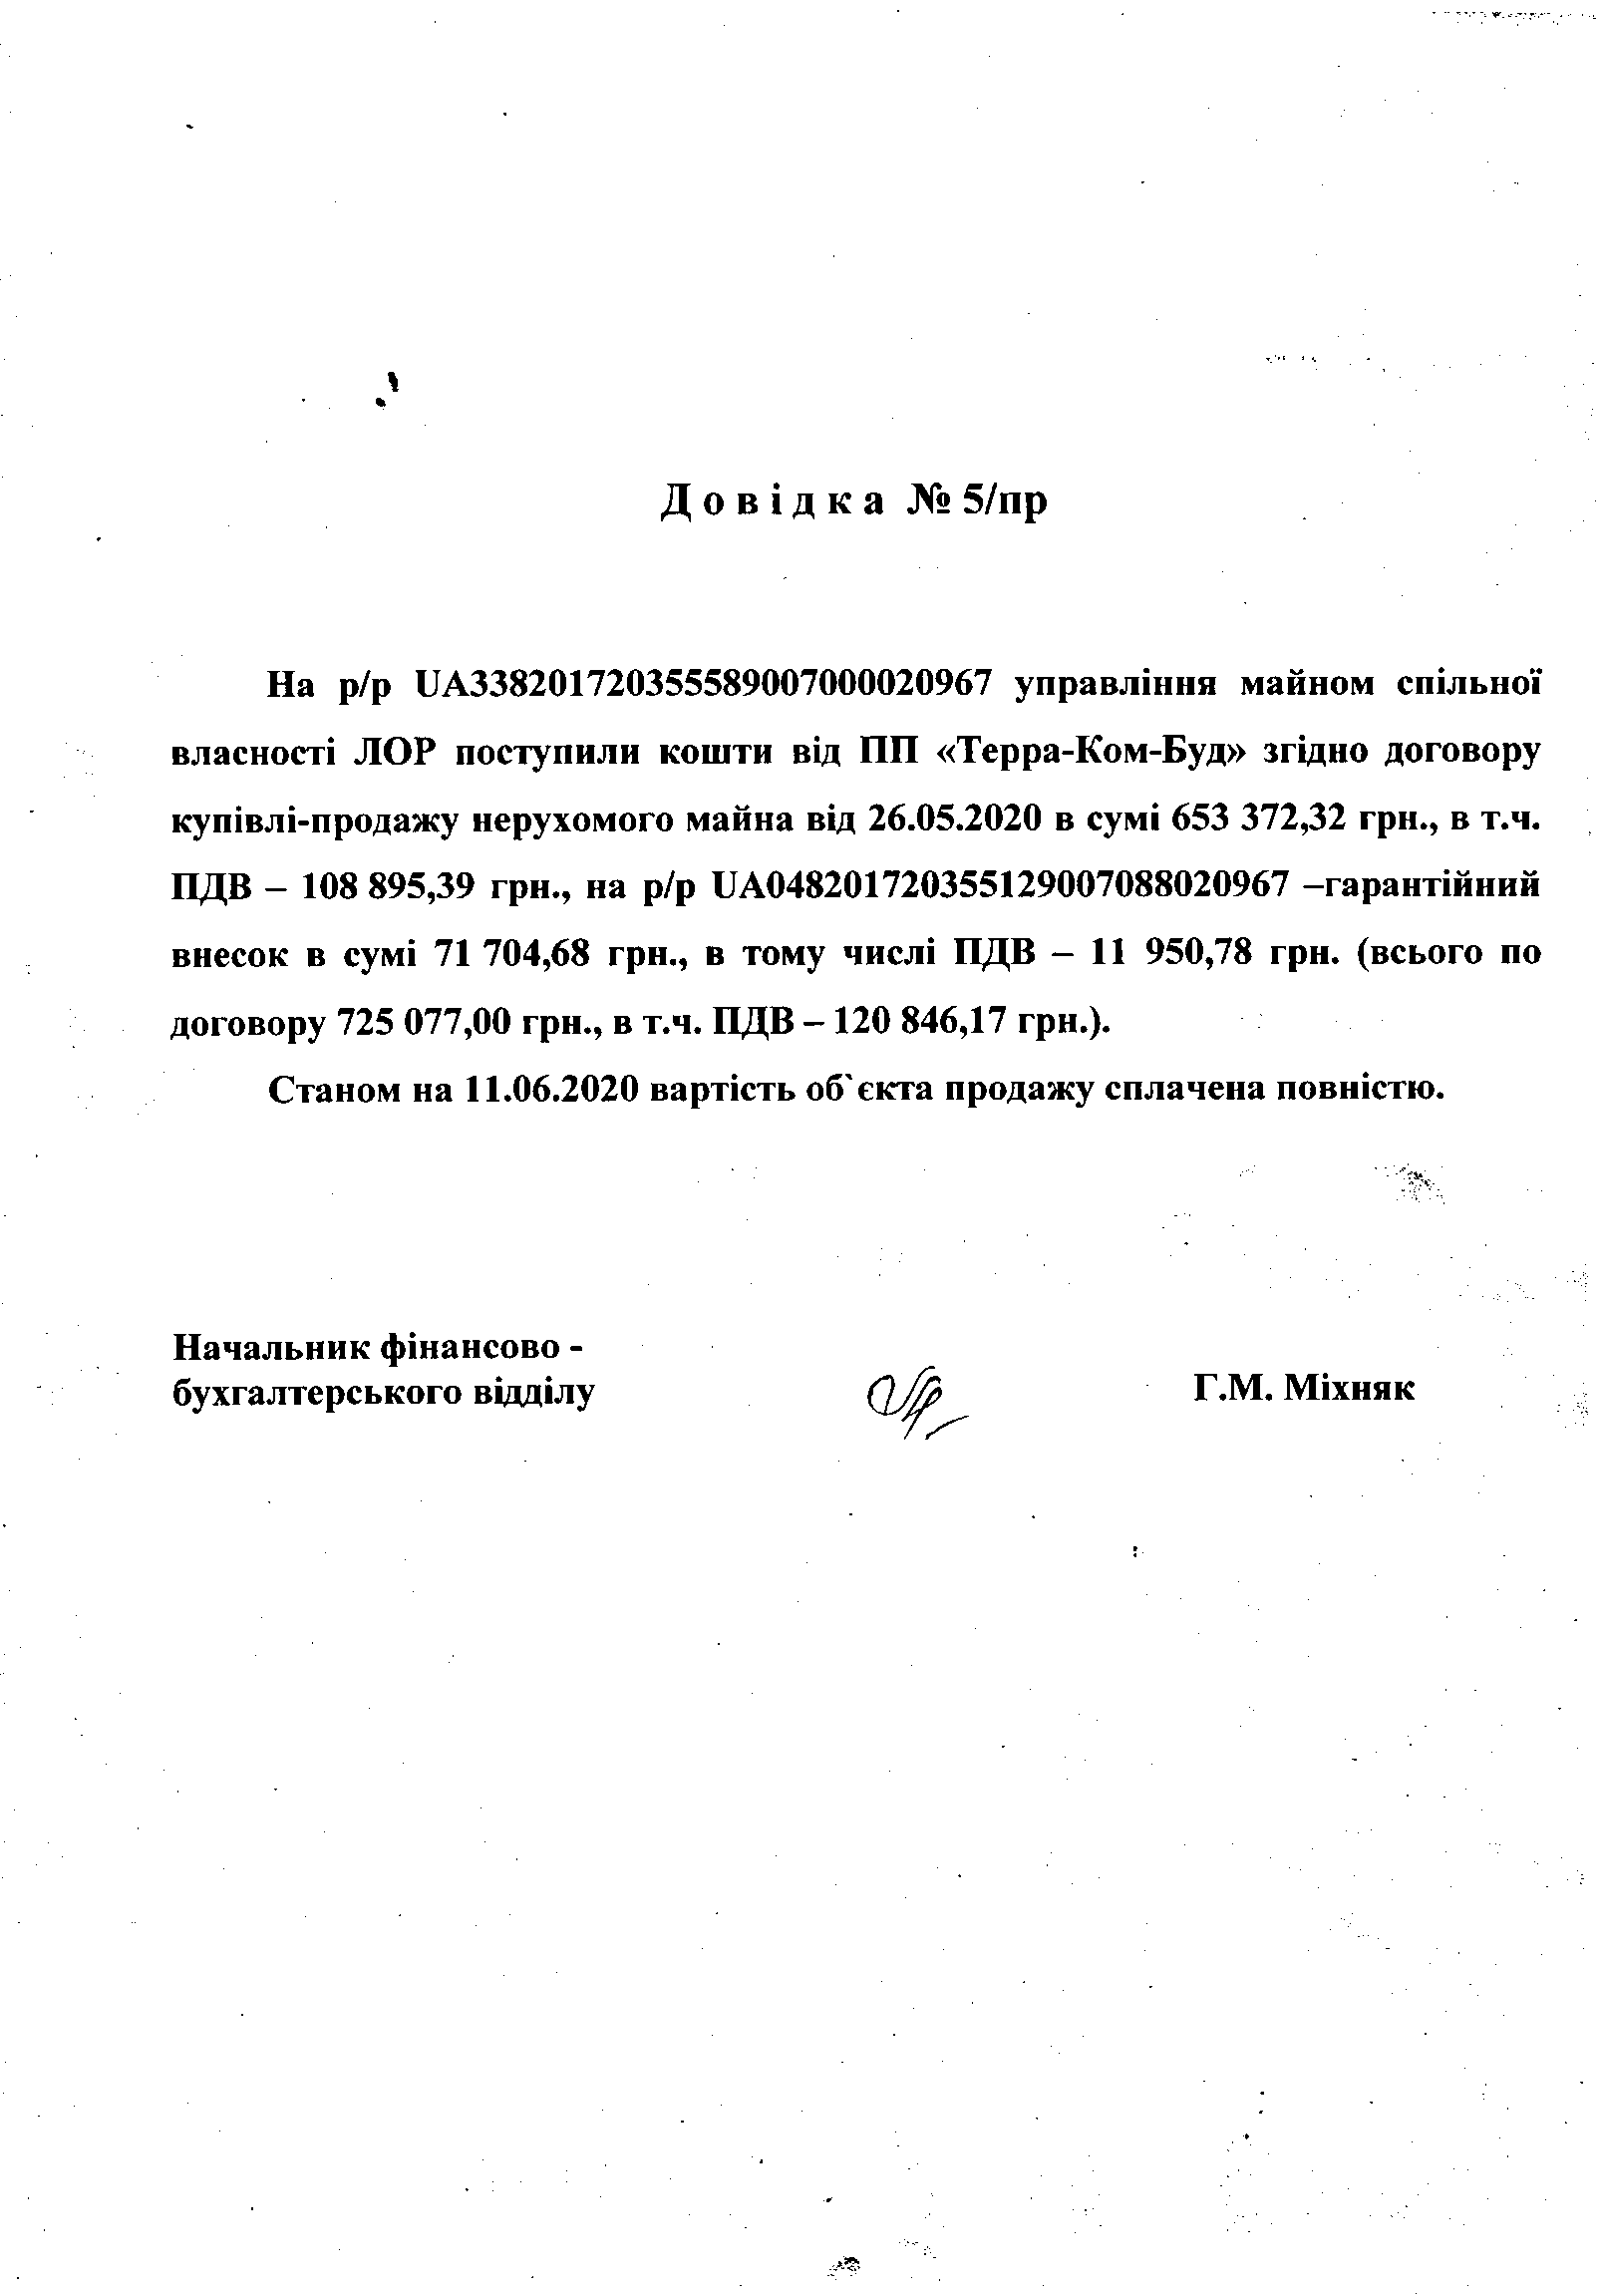 Довідка № 5/пр
На р/р UA338201720355589007000020967 управління майном спільної
власності ЛОР поступили кошти від ПП «Терра-Ком-Буд» згідно договору
купівлі-продажу нерухомого майна від 26.05.2020 в сумі 653 372,32 грн., в т.ч.
ПДВ – 108 895,39 грн., на р/р UA048201720355129007088020967 –гарантійний
внесок в сумі 71 704,68 грн., в тому числі ПДВ – 11 950,78 грн. (всього по
договору 725 077,00 грн., в т.ч. ПДВ – 120 846,17 грн.).
Станом на 11.06.2020 вартість об`єкта продажу сплачена повністю.
Начальник фінансово -
бухгалтерського відділу
Г.М. Міхняк